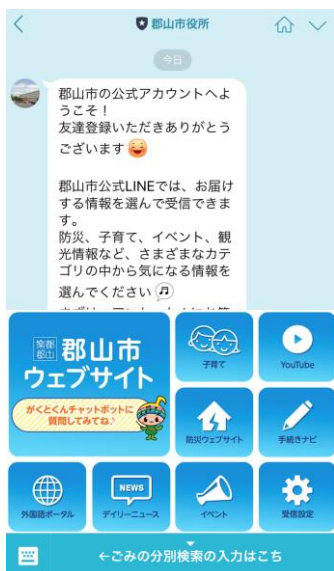 郡山市役所
今日
郡山市の公式アカウントへよ
うこそ！
友達登録いただきありがとう
ございます
郡山市公式LINEでは、お届け
する情報を選んで受信できま
す。
防災、子育て、イベント、観
光情報など、さまざまなカテ
ゴリの中から気になる情報を
選んでください
郡山市
ウェブサイト
がくとくんチャットボットに
質問してみてね♪
子育て
YouTube
防災ウェブサイト
手続きナビ
外国語ポータル
NEWS
デイリーニュース
イベント
受信設定
←ごみの分別検索の入力はこち